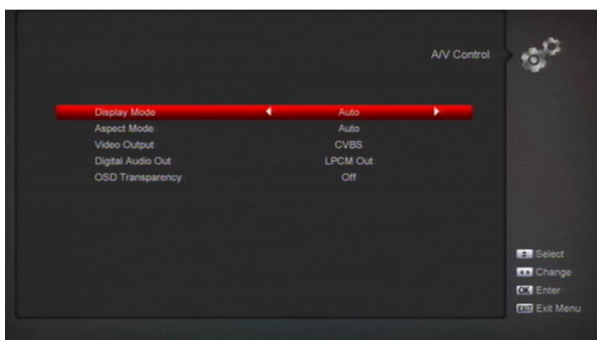 A/V Control
Display Mode Auto
Aspect Mode Auto
Video Output CVBS
Digital Audio Out LPCM Out
OSD Transparency Off
Select
Change
OK Enter
EXIT Exit Menu